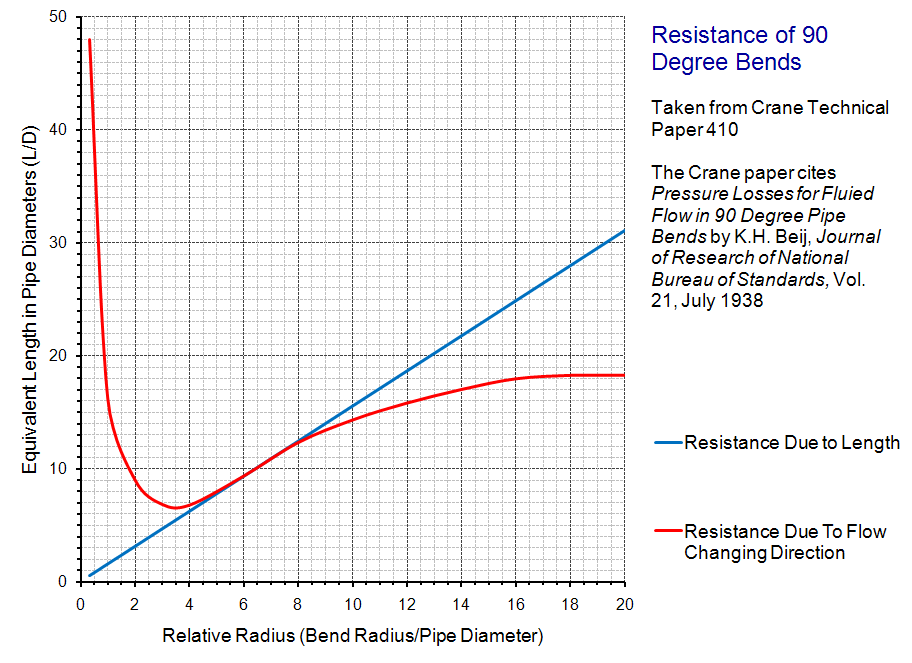 50
40
30
20
10
0
0 2 4 6 8 10 12 14 16 18 20
Equivalent Length in Pipe Diameters (L/D)
Relative Radius (Bend Radius/Pipe Diameter)
Resistance of 90
Degree Bends
Taken from Crane Technical
Paper 410
The Crane paper cites
Pressure Losses for Fluied
Flow in 90 Degree Pipe
Bends by K.H. Beij, Journal
of Research of National
Bureau of Standards, Vol.
21, July 1938
Resistance Due to Length
Resistance Due To Flow
Changing Direction